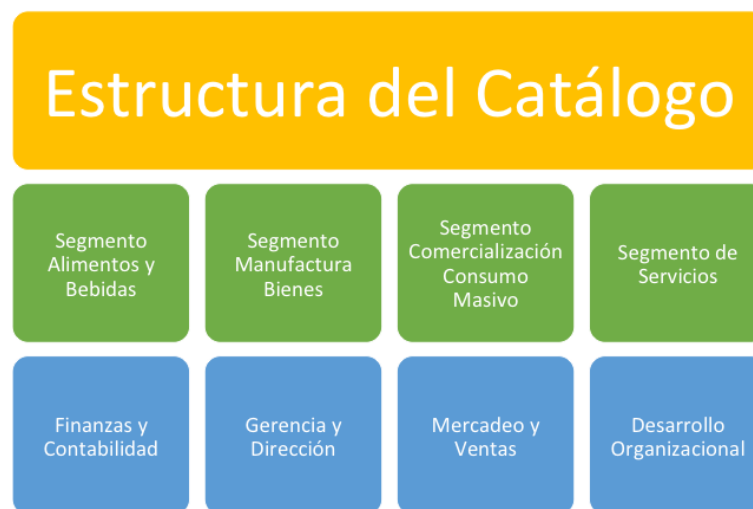 Estructura del Catálogo
Segmento
Alimentos y
Bebidas
Segmento
Manufactura
Bienes
Segmento
Comercialización
Consumo
Masivo
Segmento de
Servicios
Finanzas y
Contabilidad
Gerencia y
Dirección
Mercadeo y
Ventas
Desarrollo
Organizacional